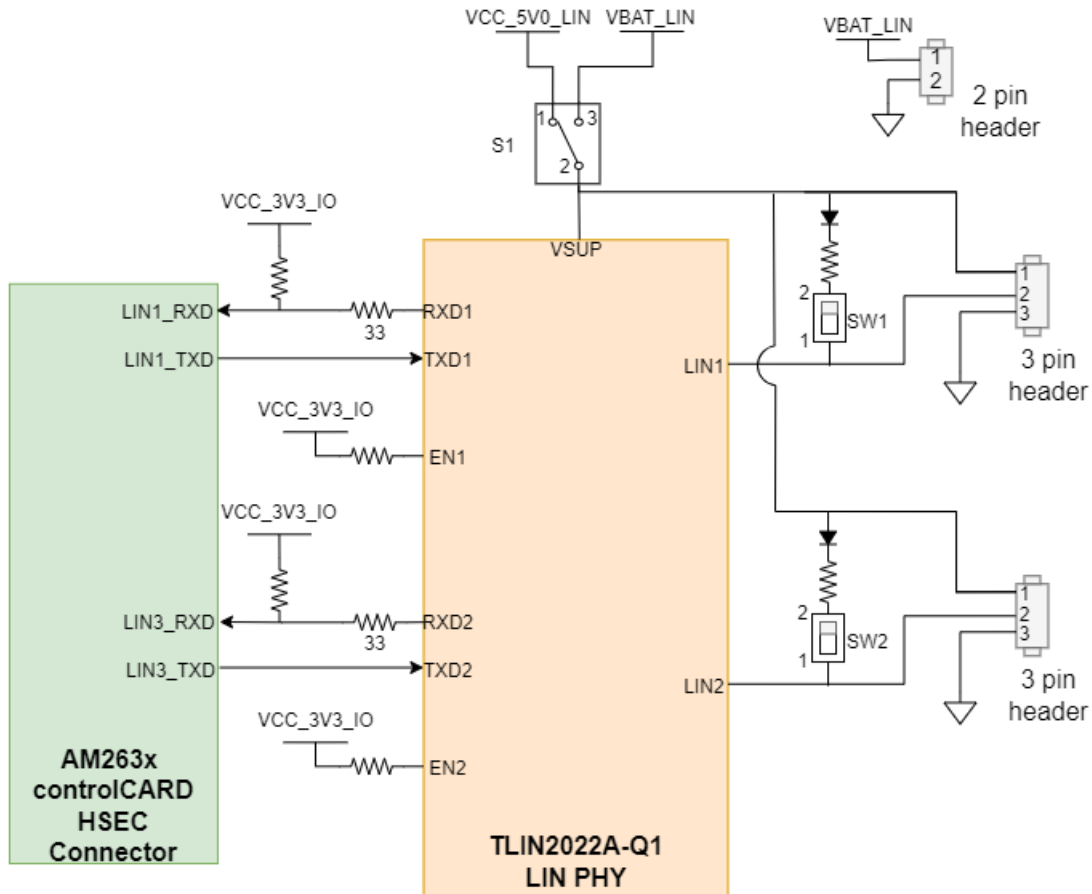 VCC_5V0_LIN
VBAT_LIN
VBAT_LIN
1
2
2 pin
header
S1
1
3
2
VCC_3V3_IO
VSUP
LIN1_RXD
33
RXD1
LIN1_TXD
TXD1
VCC_3V3_IO
EN1
2
SW1
1
LIN1
1
2
3
3 pin
header
VCC_3V3_IO
LIN3_RXD
33
RXD2
LIN3_TXD
TXD2
VCC_3V3_IO
EN2
2
SW2
1
LIN2
1
2
3
3 pin
header
AM263x
controlCARD
HSEC
Connector
TLIN2022A-Q1
LIN PHY